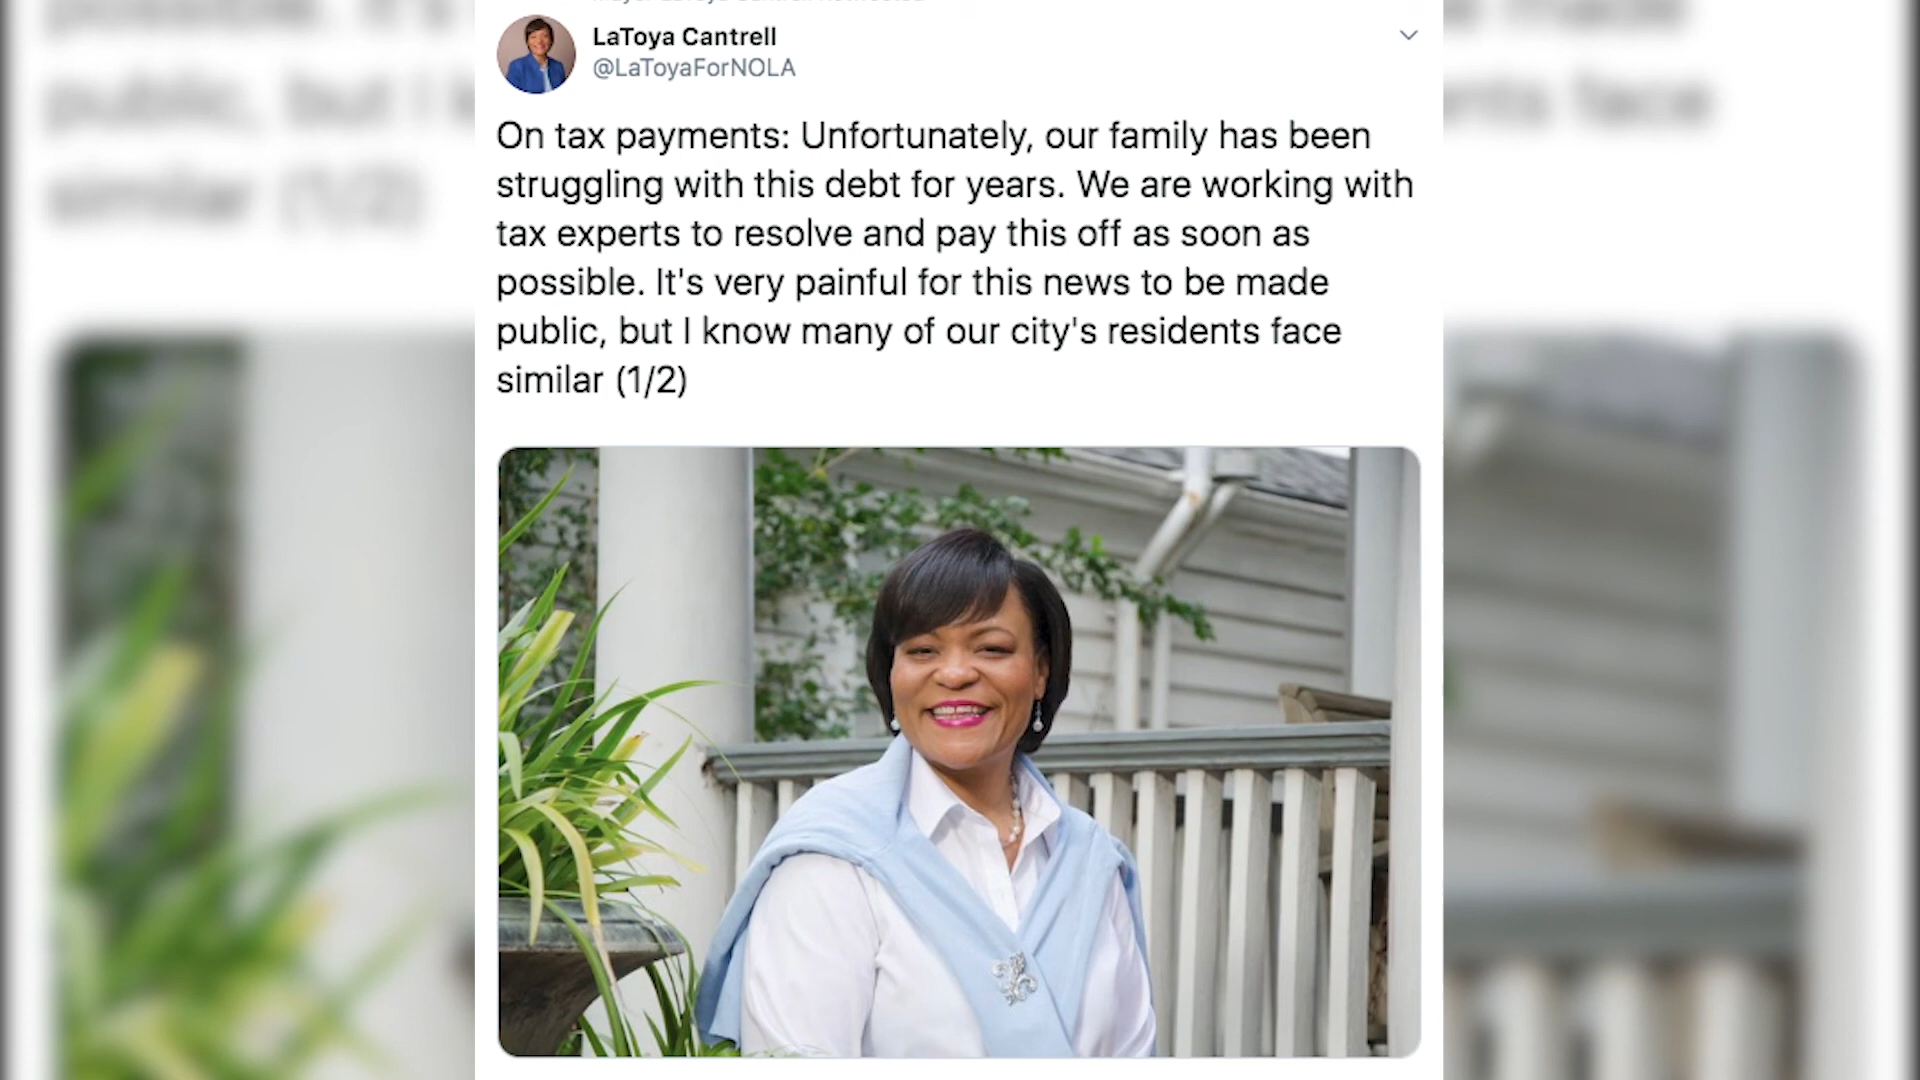 LaToya Cantrell
@LaToyaForNOLA
On tax payments: Unfortunately, our family has been
struggling with this debt for years. We are working with
tax experts to resolve and pay this off as soon as
possible. It's very painful for this news to be made
public, but I know many of our city's residents face
similar (1/2)